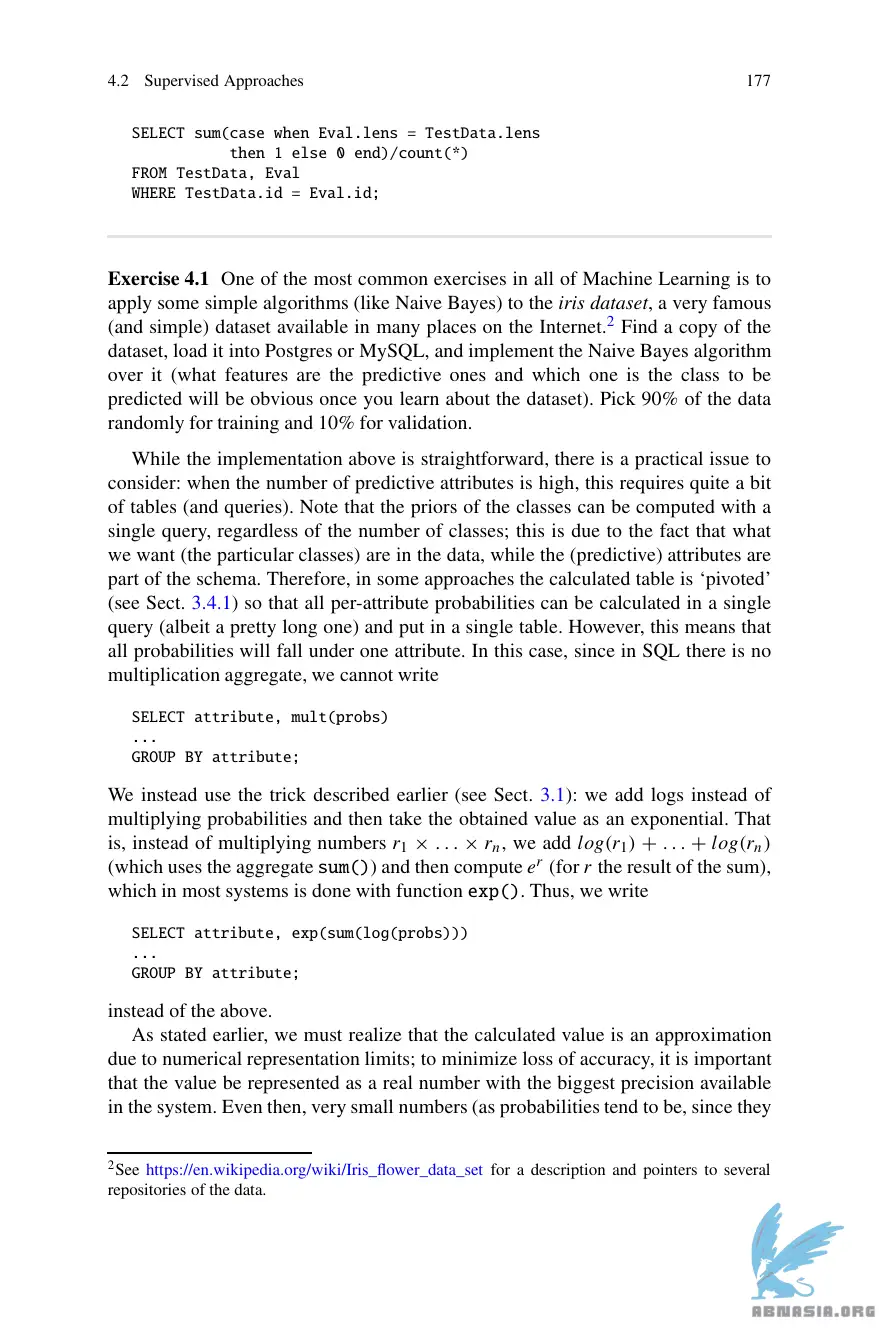 4.2 Supervised Approaches 177
SELECT sum(case when Eval.lens = TestData.lens
then 1 else 0 end)/count(*)
FROM TestData, Eval
WHERE TestData.id = Eval.id;
Exercise 4.1 One of the most common exercises in all of Machine Learning is to
apply some simple algorithms (like Naive Bayes) to the iris dataset, a very famous
(and simple) dataset available in many places on the Internet.2 Find a copy of the
dataset, load it into Postgres or MySQL, and implement the Naive Bayes algorithm
over it (what features are the predictive ones and which one is the class to be
predicted will be obvious once you learn about the dataset). Pick 90% of the data
randomly for training and 10% for validation.
While the implementation above is straightforward, there is a practical issue to
consider: when the number of predictive attributes is high, this requires quite a bit
of tables (and queries). Note that the priors of the classes can be computed with a
single query, regardless of the number of classes; this is due to the fact that what
we want (the particular classes) are in the data, while the (predictive) attributes are
part of the schema. Therefore, in some approaches the calculated table is ‘pivoted’
(see Sect. 3.4.1) so that all per-attribute probabilities can be calculated in a single
query (albeit a pretty long one) and put in a single table. However, this means that
all probabilities will fall under one attribute. In this case, since in SQL there is no
multiplication aggregate, we cannot write
SELECT attribute, mult(probs)
...
GROUP BY attribute;
We instead use the trick described earlier (see Sect. 3.1): we add logs instead of
multiplying probabilities and then take the obtained value as an exponential. That
is, instead of multiplying numbers r1 × . . . × rn, we add log(r1) + . . . + log(rn)
(which uses the aggregate sum()) and then compute e^r (for r the result of the sum),
which in most systems is done with function exp(). Thus, we write
SELECT attribute, exp(sum(log(probs)))
...
GROUP BY attribute;
instead of the above.
As stated earlier, we must realize that the calculated value is an approximation
due to numerical representation limits; to minimize loss of accuracy, it is important
that the value be represented as a real number with the biggest precision available
in the system. Even then, very small numbers (as probabilities tend to be, since they
2See https://en.wikipedia.org/wiki/Iris_flower_data_set for a description and pointers to several
repositories of the data.
ABNASIA.ORG